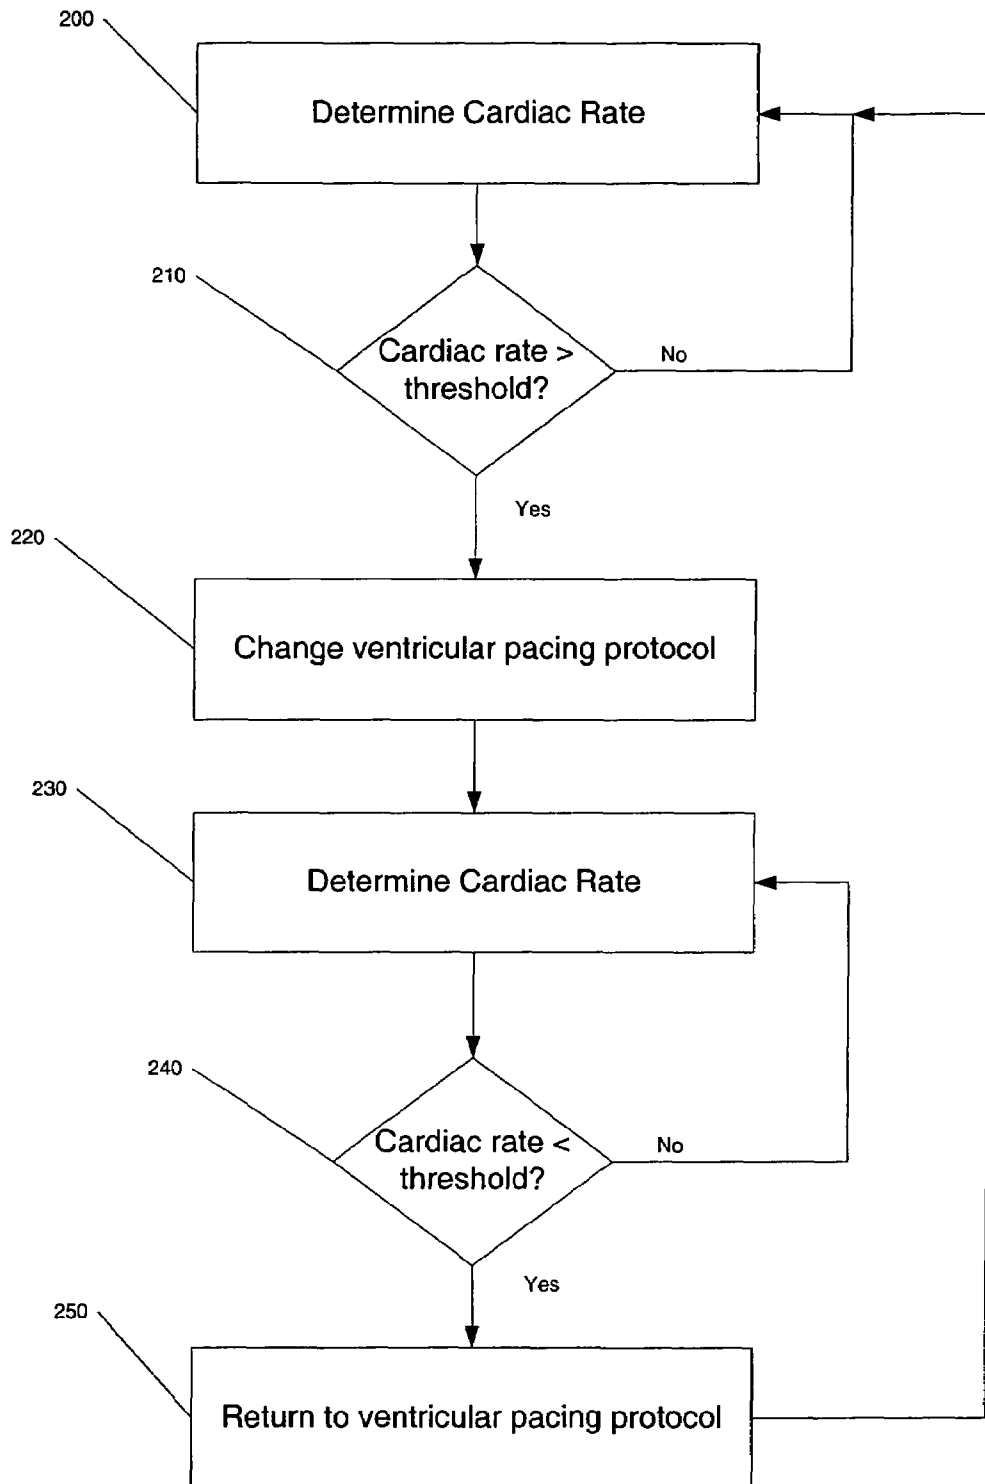 200
Determine Cardiac Rate
210
Cardiac rate >
threshold?
No
Yes
220
Change ventricular pacing protocol
230
Determine Cardiac Rate
240
Cardiac rate <
threshold?
No
Yes
250
Return to ventricular pacing protocol